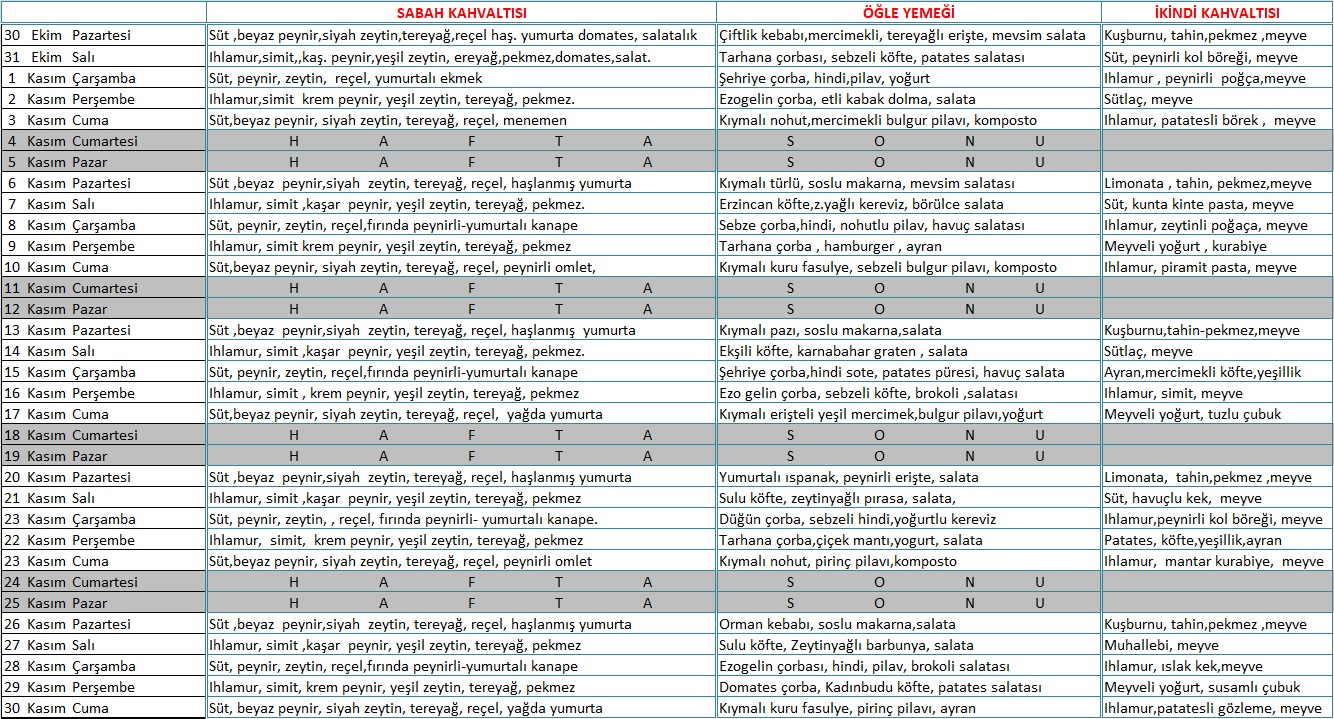 SABAH KAHVALTISI ÖĞLE YEMEĞİ İKİNDİ KAHVALTISI
30 Ekim Pazartesi Süt ,beyaz peynir,siyah zeytin,tereyağ,reçel haş. yumurta domates, salatalık Çiftlik kebabı,mercimekli, tereyağlı erişte, mevsim salata Kuşburnu, tahin,pekmez ,meyve
31 Ekim Salı Ihlamur,simit,,kaş. peynir,yeşil zeytin, ereyağ,pekmez,domates,salat. Tarhana çorbası, sebzeli köfte, patates salatası Süt, peynirli kol böreği, meyve
1 Kasım Çarşamba Süt, peynir, zeytin, reçel, yumurtalı ekmek Şehriye çorba, hindi,pilav, yoğurt Ihlamur , peynirli poğça,meyve
2 Kasım Perşembe Ihlamur,simit krem peynir, yeşil zeytin, tereyağ, pekmez. Ezogelin çorba, etli kabak dolma, salata Sütlaç, meyve
3 Kasım Cuma Süt,beyaz peynir, siyah zeytin, tereyağ, reçel, menemen Kıymalı nohut,mercimekli bulgur pilavı, komposto Ihlamur, patatesli börek , meyve
4 Kasım Cumartesi H A F T A S O N U
5 Kasım Pazar H A F T A S O N U
6 Kasım Pazartesi Süt ,beyaz peynir,siyah zeytin, tereyağ, reçel, haşlanmış yumurta Kıymalı türlü, soslu makarna, mevsim salatası Limonata , tahin, pekmez,meyve
7 Kasım Salı Ihlamur, simit ,kaşar peynir, yeşil zeytin, tereyağ, pekmez. Erzincan köfte,z.yağlı kereviz, börülce salata Süt, kunta kinte pasta, meyve
8 Kasım Çarşamba Süt, peynir, zeytin, reçel,fırında peynirli-yumurtalı kanape Sebze çorba,hindi, nohutlu pilav, havuç salatası Ihlamur, zeytinli poğaça, meyve
9 Kasım Perşembe Ihlamur, simit krem peynir, yeşil zeytin, tereyağ, pekmez Tarhana çorba , hamburger , ayran Meyveli yoğurt , kurabiye
10 Kasım Cuma Süt,beyaz peynir, siyah zeytin, tereyağ, reçel, peynirli omlet, Kıymalı kuru fasulye, sebzeli bulgur pilavı, komposto Ihlamur, piramit pasta, meyve
11 Kasım Cumartesi H A F T A S O N U
12 Kasım Pazar H A F T A S O N U
13 Kasım Pazartesi Süt ,beyaz peynir,siyah zeytin, tereyağ, reçel, haşlanmış yumurta Kıymalı pazı, soslu makarna,salata Kuşburnu,tahin-pekmez,meyve
14 Kasım Salı Ihlamur, simit ,kaşar peynir, yeşil zeytin, tereyağ, pekmez. Ekşili köfte, karnabahar graten , salata Sütlaç, meyve
15 Kasım Çarşamba Süt, peynir, zeytin, reçel,fırında peynirli-yumurtalı kanape Şehriye çorba,hindi sote, patates püresi, havuç salata Ayran,mercimekli köfte,yeşillik
16 Kasım Perşembe Ihlamur, simit , krem peynir, yeşil zeytin, tereyağ, pekmez Ezo gelin çorba, sebzeli köfte, brokoli ,salatası Ihlamur, simit, meyve
17 Kasım Cuma Süt,beyaz peynir, siyah zeytin, tereyağ, reçel, yağda yumurta Kıymalı erişteli yeşil mercimek,bulgur pilavı,yoğurt Meyveli yoğurt, tuzlu çubuk
18 Kasım Cumartesi H A F T A S O N U
19 Kasım Pazar H A F T A S O N U
20 Kasım Pazartesi Süt ,beyaz peynir,siyah zeytin, tereyağ, reçel, haşlanmış yumurta Yumurtalı ıspanak, peynirli erişte, salata Limonata, tahin,pekmez ,meyve
21 Kasım Salı Ihlamur, simit ,kaşar peynir, yeşil zeytin, tereyağ, pekmez Sulu köfte, zeytinyağlı pırasa, salata, Süt, havuçlu kek, meyve
23 Kasım Çarşamba Süt, peynir, zeytin, , reçel, fırında peynirli- yumurtalı kanape. Düğün çorba, sebzeli hindi,yoğurtlu kereviz Ihlamur,peynirli kol böreği, meyve
22 Kasım Perşembe Ihlamur, simit, krem peynir, yeşil zeytin, tereyağ, pekmez Tarhana çorba,çiçek mantı,yogurt, salata Patates, köfte,yeşillik,ayran
23 Kasım Cuma Süt,beyaz peynir, siyah zeytin, tereyağ, reçel, peynirli omlet Kıymalı nohut, pirinç pilavı,komposto Ihlamur, mantar kurabiye, meyve
24 Kasım Cumartesi H A F T A S O N U
25 Kasım Pazar H A F T A S O N U
26 Kasım Pazartesi Süt ,beyaz peynir,siyah zeytin, tereyağ, reçel, haşlanmış yumurta Orman kebabı, soslu makarna,salata Kuşburnu, tahin,pekmez ,meyve
27 Kasım Salı Ihlamur, simit ,kaşar peynir, yeşil zeytin, tereyağ, pekmez Sulu köfte, Zeytinyağlı barbunya, salata Muhallebi, meyve
28 Kasım Çarşamba Süt, peynir, zeytin, reçel,fırında peynirli-yumurtalı kanape Ezogelin çorbası, hindi, pilav, brokoli salatası Ihlamur, ıslak kek,meyve
29 Kasım Perşembe Ihlamur, simit, krem peynir, yeşil zeytin, tereyağ, pekmez Domates çorba, Kadınbudu köfte, patates salatası Meyveli yoğurt, susamlı çubuk
30 Kasım Cuma Süt, beyaz peynir, siyah zeytin, tereyağ, reçel, yağda yumurta Kıymalı kuru fasulye, pirinç pilavı, ayran Ihlamur,patatesli gözleme, meyve